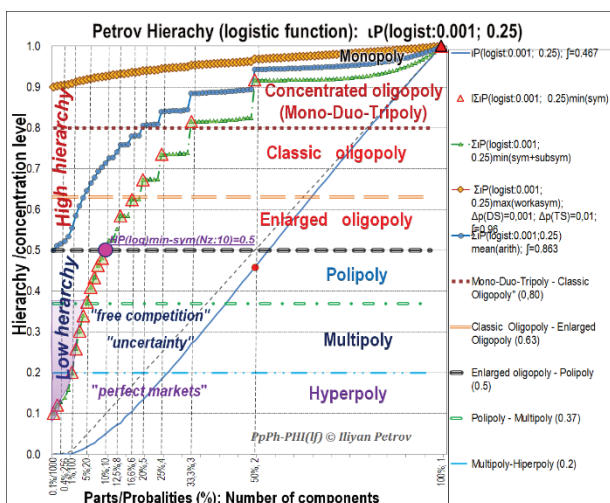 Petrov Hierachy (logistic function): ιP(logist:0.001; 0.25)
Hierarchy /concentration level
1.0
0.9
0.8
0.7
0.6
0.5
0.4
0.3
0.2
0.1
0.0
High hierarchy
Low hierarchy
Monopoly
Concentrated oligopoly
(Mono-Duo-Tripoly)
Classic oligopoly
Enlarged oligopoly
(log)min-sym(Nz:10)=0.5
Polipoly
"free competition"
"uncertainty"
Multipoly
"perfect markets"
Hyperpoly
PpPh-PHI(lf) © Iliyan Petrov
0.1%/1000
0.4%-256
1%,100
5%;20
10%;10
12.5%,8
16.6%,6
20%;5
25%,4
33.3%,3
50%, 2
100%, 1
Parts/Probalities (%); Number of components
iP(logist:0.001; 0.25), ∫=0.467
ΙΣiP(logist:0.001; 0.25)min(sym)
ΣiP(logist:0.001;
0.25)min(sym+subsym)
ΣiP(logist:0.001;
0.25)max(workasym);
Δp(DS)=0,001; Δp(TS)=0,01;
∫=0.96
ΣiP(logist:0.001;0.25)
mean(arith); ∫=0.863
Mono-Duo-Tripoly - Classic
Oligopoly" (0,80)
Classic Oligopoly - Enlarged
Oligopoly (0.63)
Enlarged oligopoly - Polipoly
(0.5)
Polipoly - Multipoly (0.37)
Multipoly-Hiperpoly (0.2)